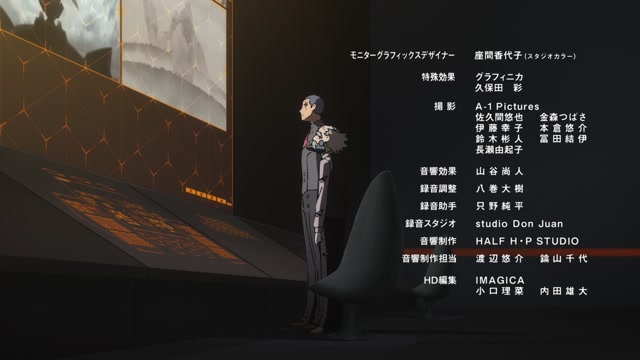 モニターグラフィックスデザイナー 座間香代子(スタジオカラー)
特殊効果 グラフィニカ
久保田 彩
撮影 A-1 Pictures
佐久間悠也 金森つばさ
伊藤幸子 本倉悠介
鈴木彬人 冨田結伊
長瀬由起子
音響効果 山谷尚人
録音調整 八巻大樹
録音助手 只野純平
録音スタジオ studio Don Juan
音響制作 HALF H・P STUDIO
音響制作担当 渡辺悠介 鍮山千代
HD編集 IMAGICA
小口理菜 内田雄大